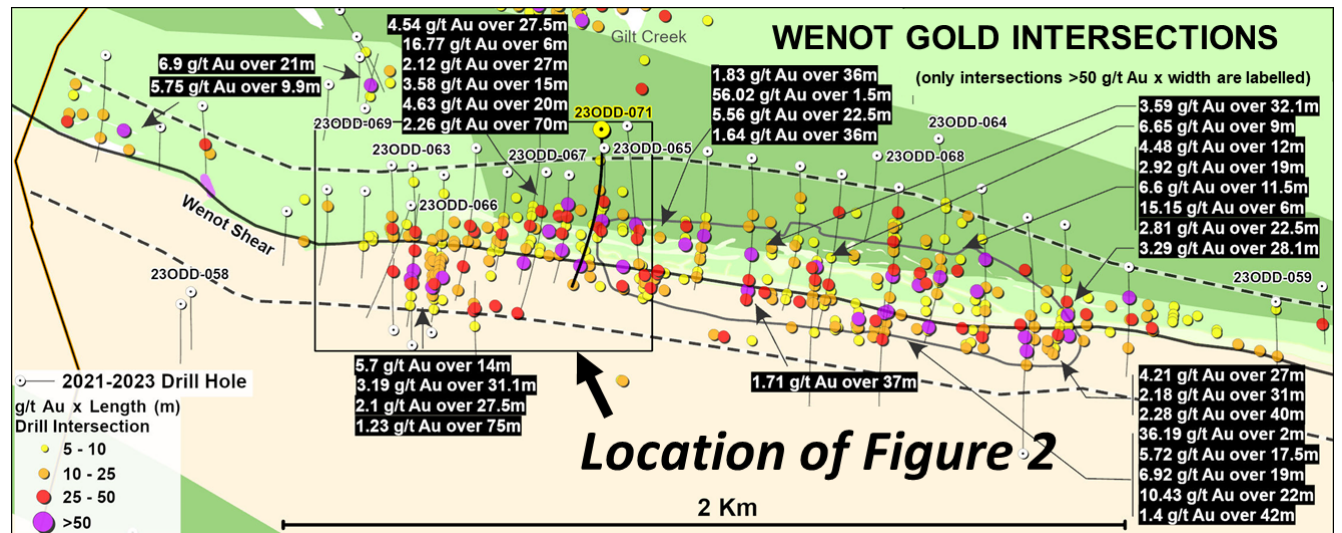 WENOT GOLD INTERSECTIONS
(only intersections >50 g/t Au x width are labelled)
Gilt Creek
4.54 g/t Au over 27.5m
16.77 g/t Au over 6m
2.12 g/t Au over 27m
3.58 g/t Au over 15m
4.63 g/t Au over 20m
2.26 g/t Au over 70m
6.9 g/t Au over 21m
5.75 g/t Au over 9.9m
1.83 g/t Au over 36m
56.02 g/t Au over 1.5m
5.56 g/t Au over 22.5m
1.64 g/t Au over 36m
3.59 g/t Au over 32.1m
6.65 g/t Au over 9m
4.48 g/t Au over 12m
2.92 g/t Au over 19m
6.6 g/t Au over 11.5m
15.15 g/t Au over 6m
2.81 g/t Au over 22.5m
3.29 g/t Au over 28.1m
23ODD-069
23ODD-071
23ODD-064
23ODD-063
23ODD-067
23ODD-065
23ODD-068
23ODD-066
Wenot Shear
23ODD-058
23ODD-059
5.7 g/t Au over 14m
3.19 g/t Au over 31.1m
2.1 g/t Au over 27.5m
1.23 g/t Au over 75m
1.71 g/t Au over 37m
4.21 g/t Au over 27m
2.18 g/t Au over 31m
2.28 g/t Au over 40m
36.19 g/t Au over 2m
5.72 g/t Au over 17.5m
6.92 g/t Au over 19m
10.43 g/t Au over 22m
1.4 g/t Au over 42m
Location of Figure 2
2 Km
2021-2023 Drill Hole
g/t Au x Length (m)
Drill Intersection
5 - 10
10 - 25
25 - 50
>50